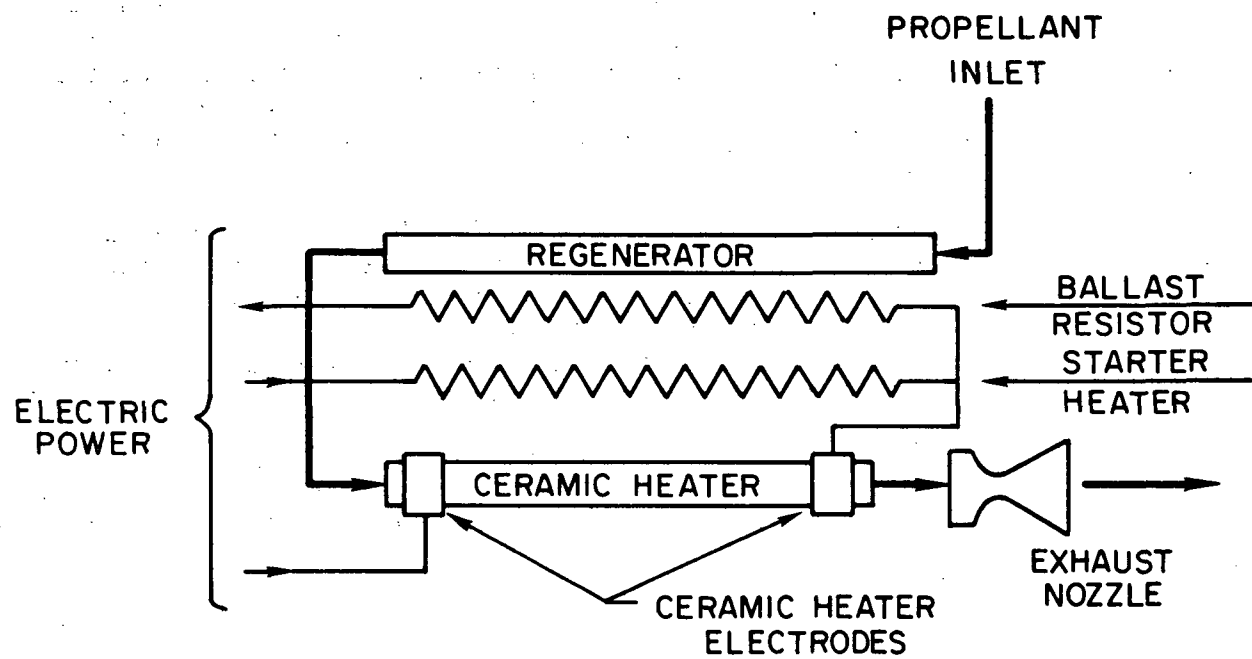 PROPELLANT
INLET
REGENERATOR
BALLAST
RESISTOR
STARTER
HEATER
ELECTRIC
POWER
CERAMIC HEATER
EXHAUST
NOZZLE
CERAMIC HEATER
ELECTRODES